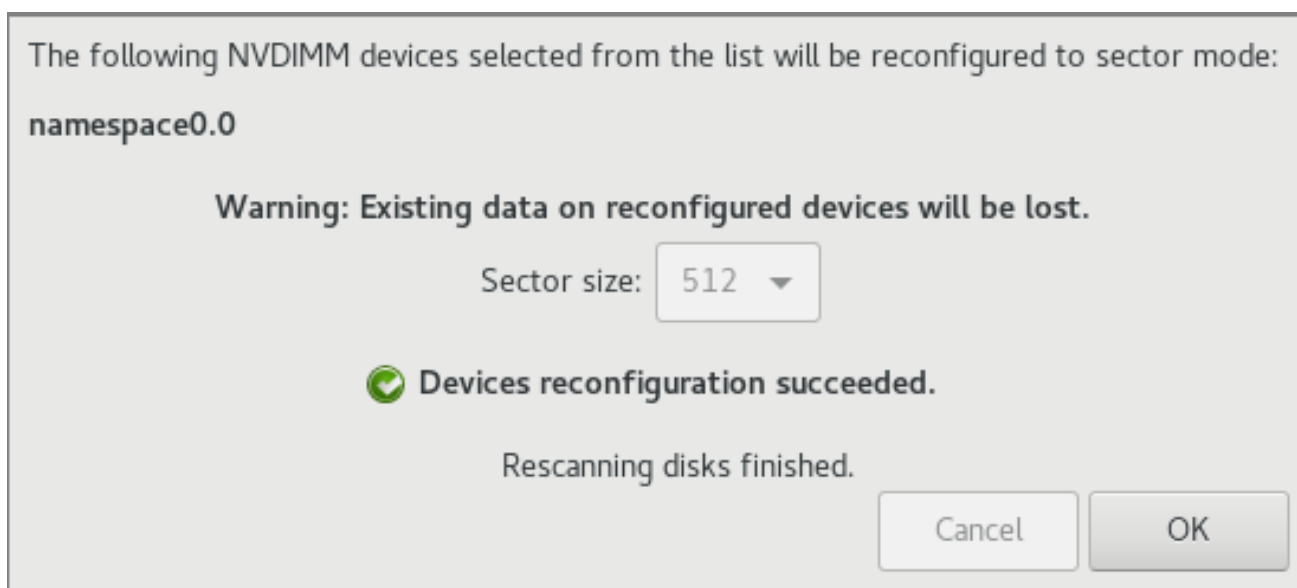 The following NVDIMM devices selected from the list will be reconfigured to sector mode:
namespace0.0
Warning: Existing data on reconfigured devices will be lost.
Sector size: 512
Devices reconfiguration succeeded.
Rescanning disks finished.
Cancel OK